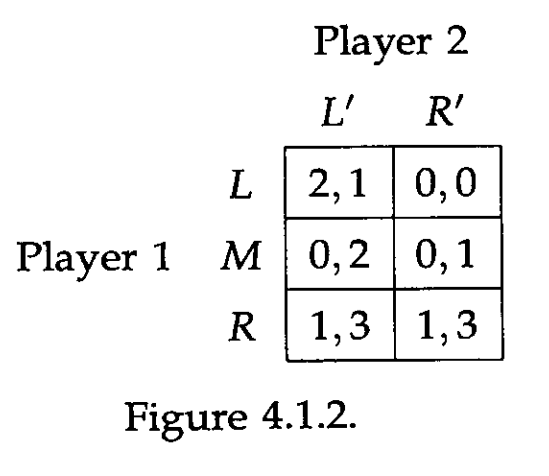 Player 2
L′ R′
L 2, 1 0, 0
Player 1 M 0, 2 0, 1
R 1, 3 1, 3
Figure 4.1.2.